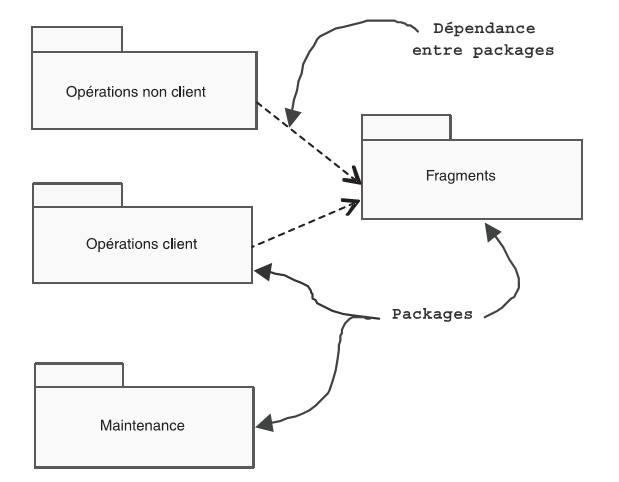 Dépendance
entre packages
Opérations non client
Fragments
Opérations client
Packages
Maintenance